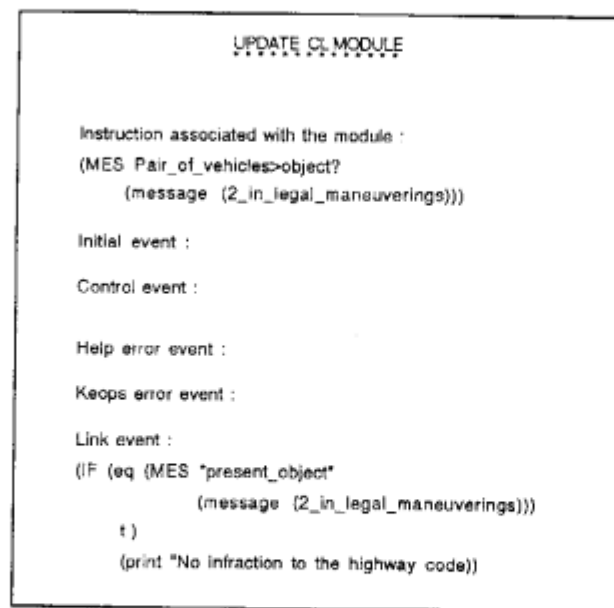 UPDATE CL MODULE
Instruction associated with the module :
(MES Pair_of_vehicles>object?
(message (2_in_legal_maneuverings)))
Initial event :
Control event :
Help error event :
Keops error event :
Link event :
(IF (eq (MES "present_object"
(message (2_in_legal_maneuverings)))
t )
(print "No infraction to the highway code))